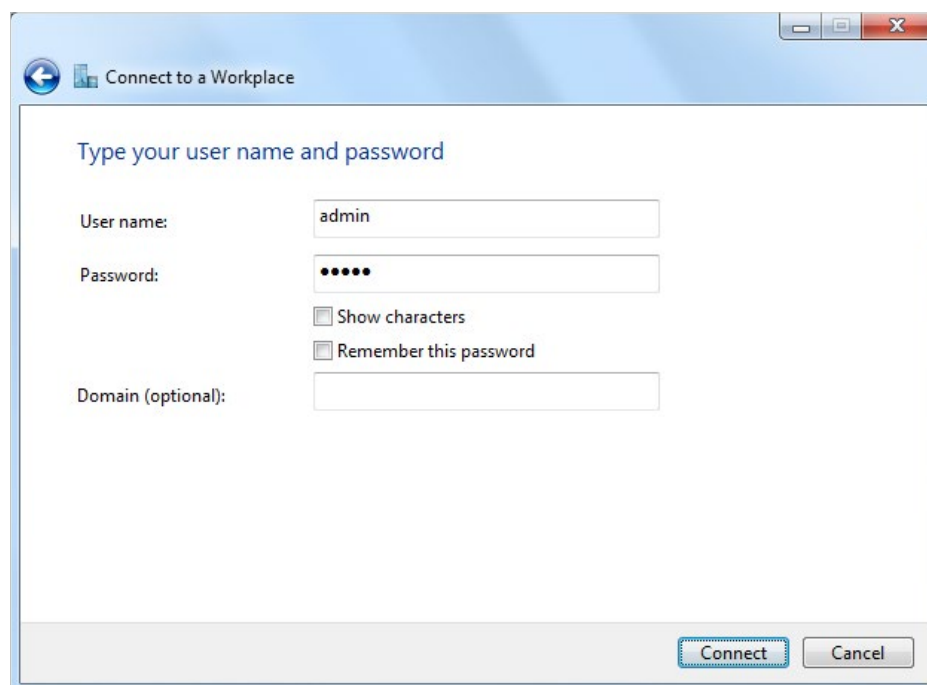 Connect to a Workplace
Type your user name and password
User name: admin
Password: •••••
Show characters
Remember this password
Domain (optional):
Connect Cancel